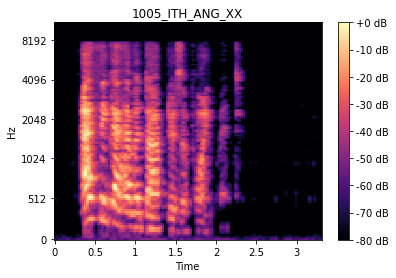 1005_ITH_ANG_XX
+0 dB
8192
-10 dB
4096
-20 dB
-30 dB
2048
Hz
-40 dB
1024
-50 dB
512
-60 dB
-70 dB
0
-80 dB
0 0.5 1 1.5 2 2.5 3
Time